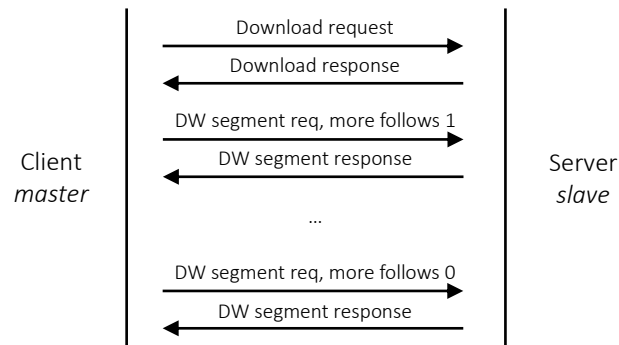 Download request
Download response
DW segment req, more follows 1
DW segment response
Client
master
Server
slave
...
DW segment req, more follows 0
DW segment response